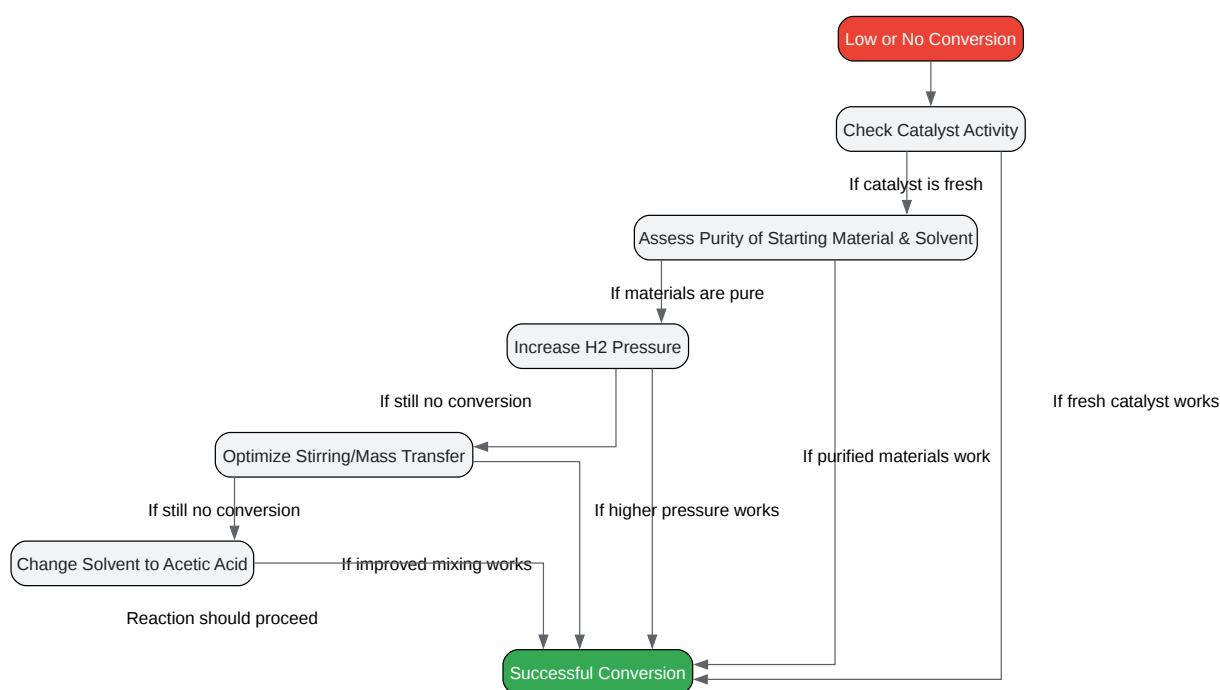 Low or No Conversion
Check Catalyst Activity
If catalyst is fresh
Assess Purity of Starting Material & Solvent
If materials are pure
Increase H2 Pressure
If still no conversion
If fresh catalyst works
Optimize Stirring/Mass Transfer
If purified materials work
If still no conversion
If higher pressure works
Change Solvent to Acetic Acid
If improved mixing works
Reaction should proceed
Successful Conversion